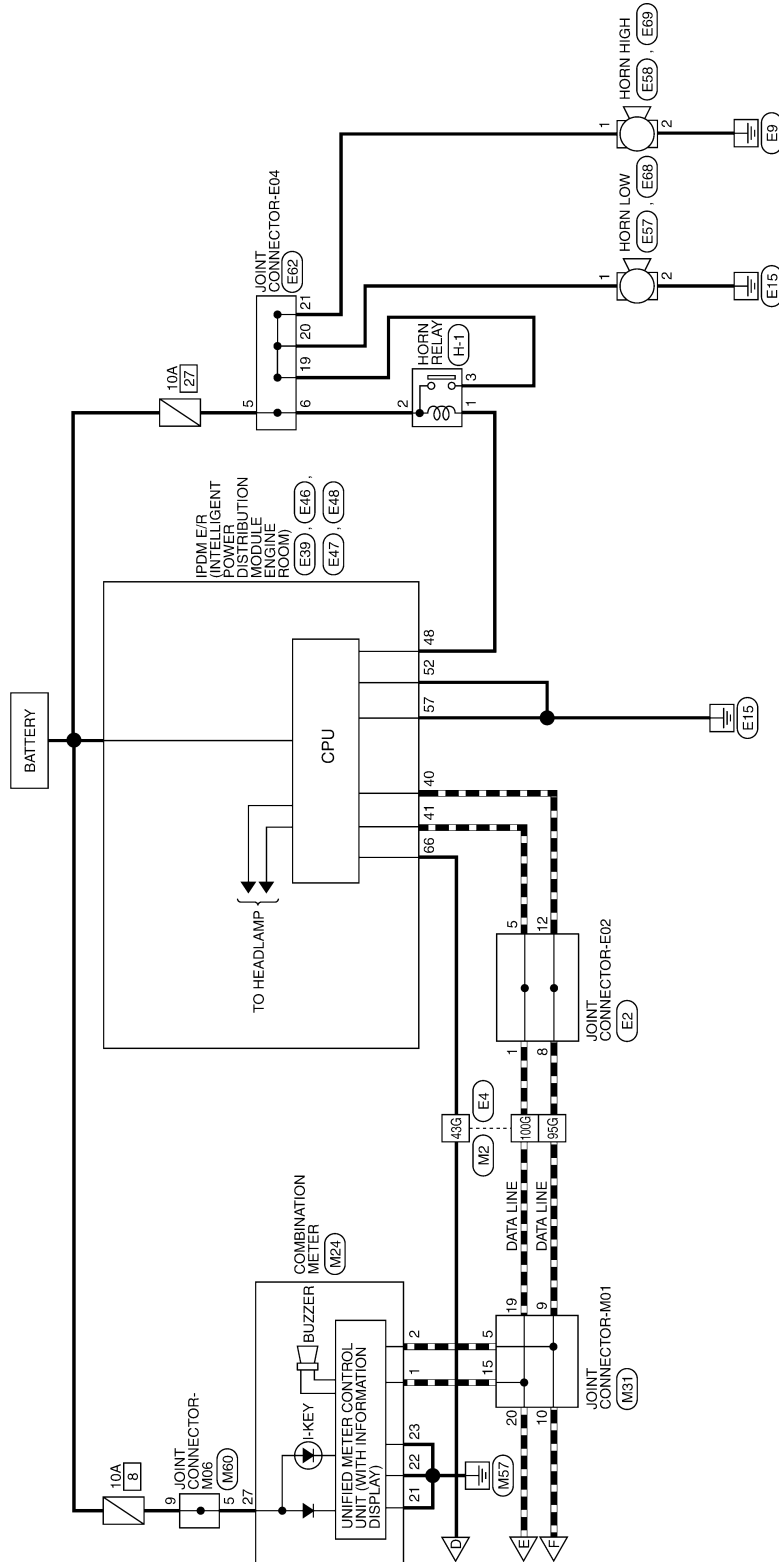 BATTERY
10A
8
JOINT
CONNECTOR-
M06
M60
9
5
27
COMBINATION
METER
M24
I-KEY
BUZZER
UNIFIED METER CONTROL
UNIT (WITH INFORMATION
DISPLAY)
21
22
23
1
2
M57
15
5
20
19
10
9
JOINT
CONNECTOR-M01
M31
D
E
F
DATA LINE
DATA LINE
43G
100G
95G
M2
E4
1
5
8
12
JOINT
CONNECTOR-E02
E2
TO HEADLAMP
CPU
66
41
40
57
52
48
E15
IPDM E/R
(INTELLIGENT
POWER
DISTRIBUTION
MODULE
ENGINE
ROOM)
E39 , E46 ,
E47 , E48
10A
27
JOINT
CONNECTOR-E04
E62
5
6
19
20
21
HORN
RELAY
H-1
2
1
3
HORN LOW
E57 , E68
1
2
E15
HORN HIGH
E58 , E69
1
2
E9